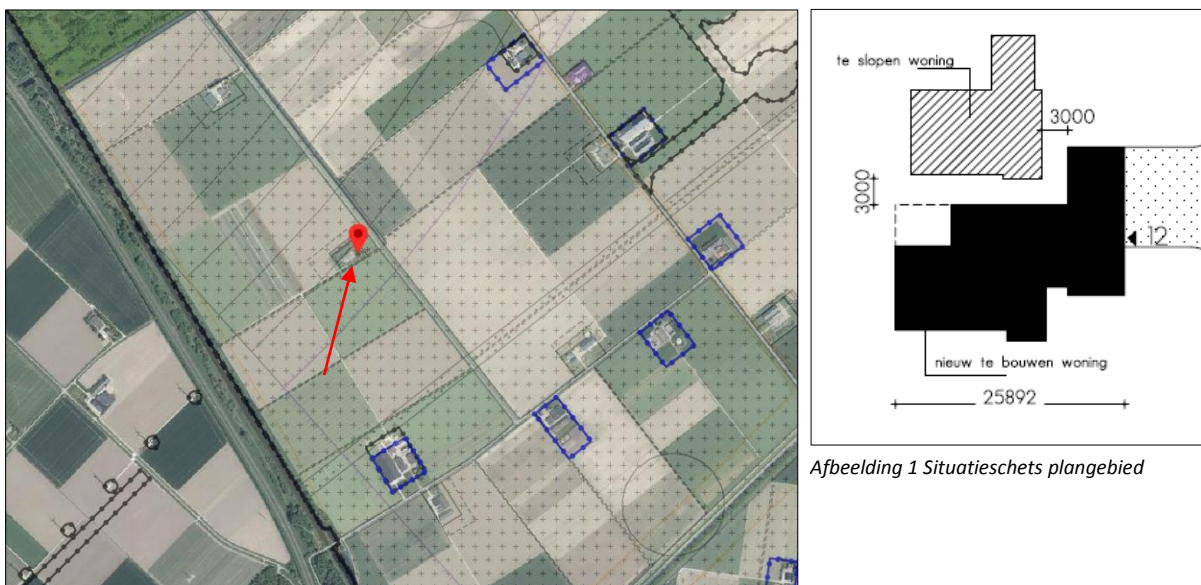 te slopen woning
3000
3000
12
nieuw te bouwen woning
25892
Afbeelding 1 Situatieschets plangebied